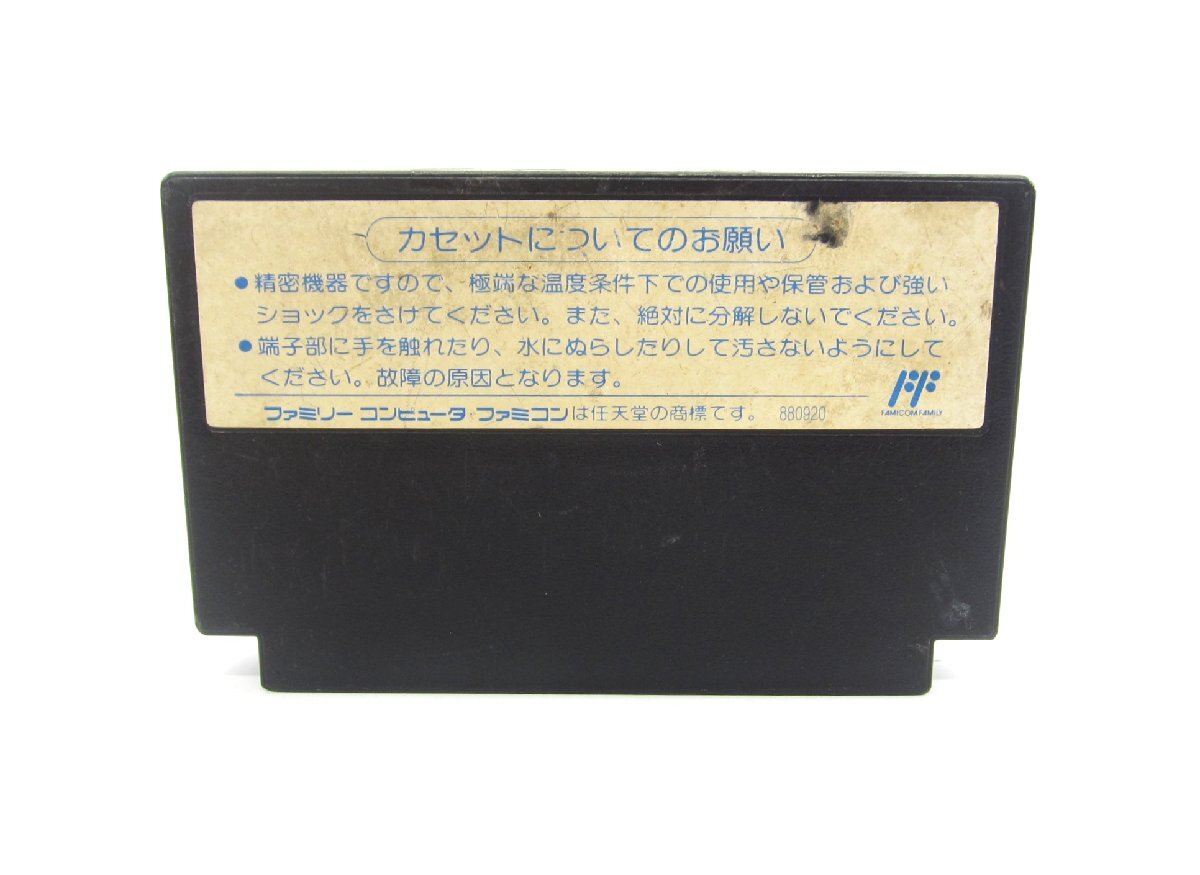 カセットについてのお願い
●精密機器ですので、極端な温度条件下での使用や保管および強い
ショックをさけてください。また、絶対に分解しないでください。
●端子部に手を触れたり、水にぬらしたりして汚さないようにして
ください。故障の原因となります。
FAMICOM FAMILY
ファミリー コンピュータ・ファミコンは任天堂の商標です。 880920